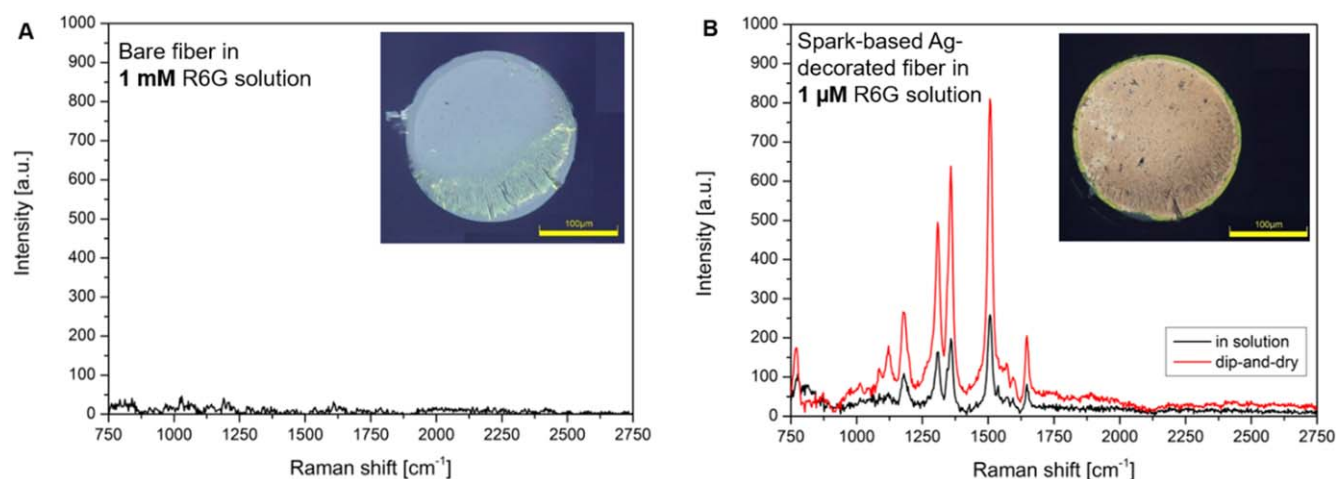 A
Bare fiber in
1 mM R6G solution
100µm
1000
900
800
700
600
500
400
300
200
100
0
Intensity [a.u.]
750 1000 1250 1500 1750 2000 2250 2500 2750
Raman shift [cm⁻¹]
B
Spark-based Ag-
decorated fiber in
1 µM R6G solution
100µm
1000
900
800
700
600
500
400
300
200
100
0
Intensity [a.u.]
in solution
dip-and-dry
750 1000 1250 1500 1750 2000 2250 2500 2750
Raman shift [cm⁻¹]